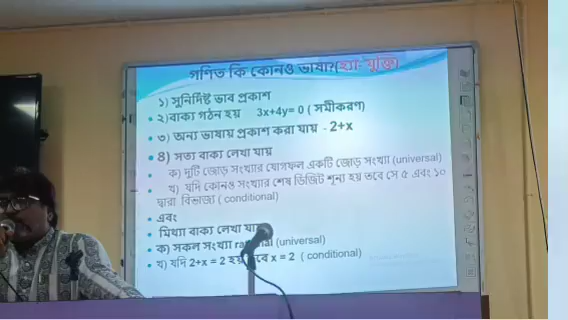 গণিত কি কোনও ভাষা? হ্যাঁ- যুক্তি
১) সুনির্দিষ্ট ভাব প্রকাশ
২)বাক্য গঠন হয় 3x+4y= 0 ( সমীকরণ)
৩) অন্য ভাষায় প্রকাশ করা যায় - 2+x
৪) সত্য বাক্য লেখা যায়
ক) দুটি জোড় সংখ্যার যোগফল একটি জোড় সংখ্যা (universal)
খ) যদি কোনও সংখ্যার শেষ ডিজিট শূন্য হয় তবে সে ৫ এবং ১০
দ্বারা বিভাজ্য ( conditional)
এবং
মিথ্যা বাক্য লেখা যায়
ক) সকল সংখ্যা (universal)
খ) যদি 2+x = 2 হয় তবে x = 2 ( conditional)